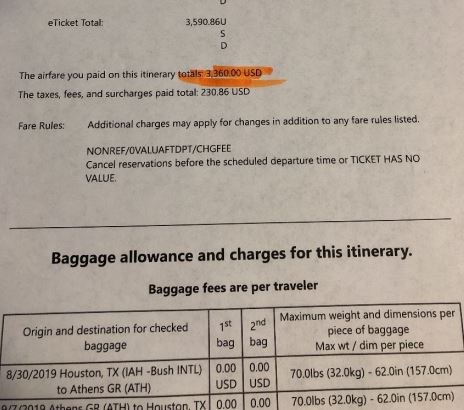 D
eTicket Total: 3,590.86U
S
D
The airfare you paid on this itinerary totals: 3,360.00 USD
The taxes, fees, and surcharges paid total: 230.86 USD
Fare Rules: Additional charges may apply for changes in addition to any fare rules listed.
NONREF/0VALUAFTDPT/CHGFEE
Cancel reservations before the scheduled departure time or TICKET HAS NO
VALUE.
Baggage allowance and charges for this itinerary.
Baggage fees are per traveler
Origin and destination for checked baggage 1st bag 2nd bag Maximum weight and dimensions per piece of baggage Max wt / dim per piece
8/30/2019 Houston, TX (IAH -Bush INTL) to Athens GR (ATH) 0.00 USD 0.00 USD 70.0lbs (32.0kg) - 62.0in (157.0cm)
9/7/2019 Athens GR (ATH) to Houston, TX 0.00 0.00 70.0lbs (32.0kg) - 62.0in (157.0cm)